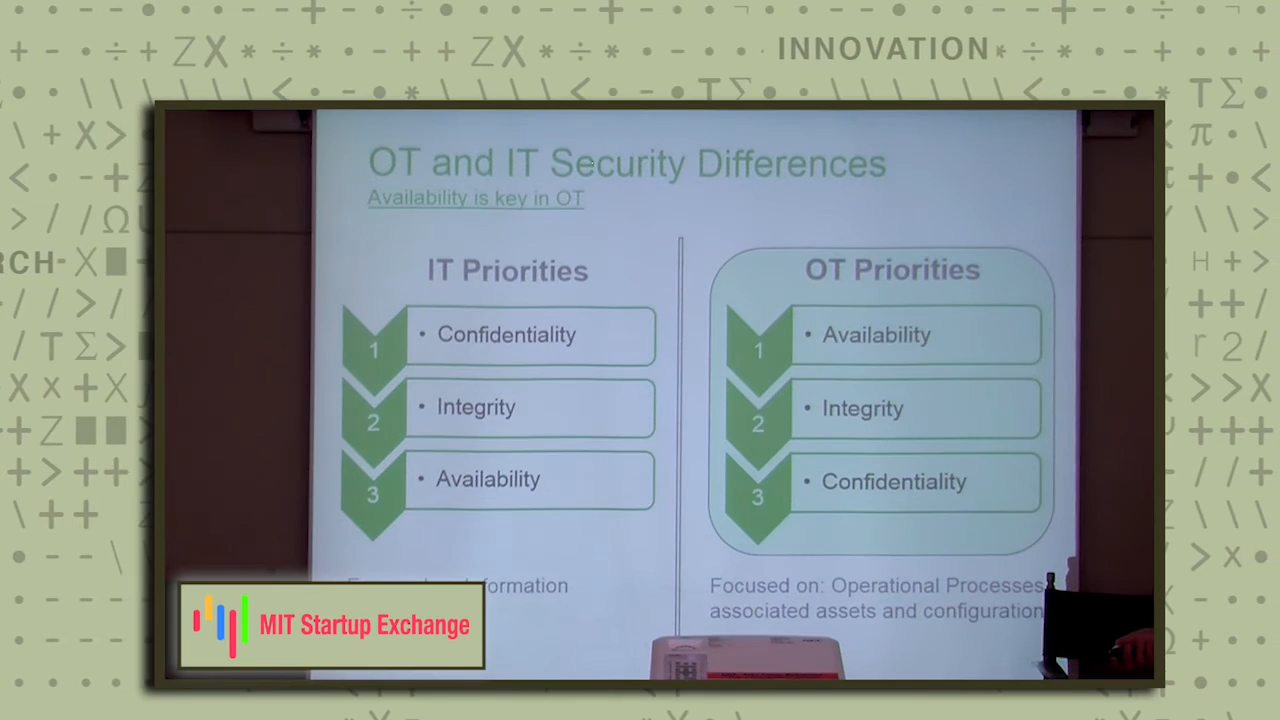 INNOVATION
RCH-
OT and IT Security Differences
Availability is key in OT
IT Priorities
1
• Confidentiality
2
• Integrity
3
• Availability
OT Priorities
1
• Availability
2
• Integrity
3
• Confidentiality
Focused on: Operational Processes
associated assets and configuration
MIT Startup Exchange